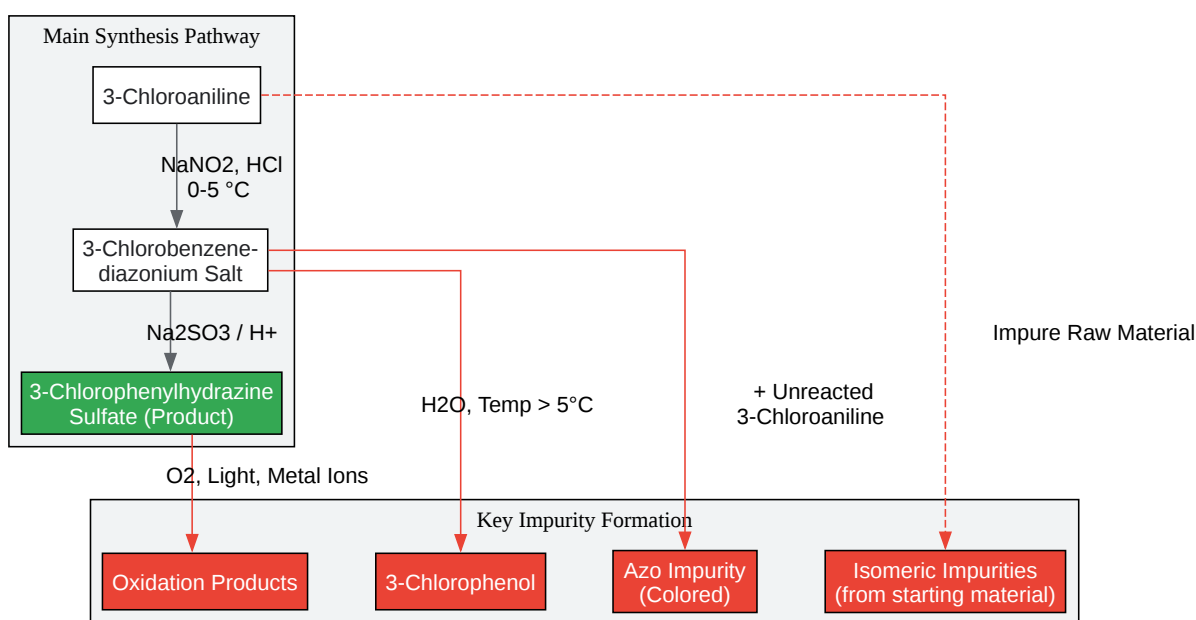 Main Synthesis Pathway
3-Chloroaniline
NaNO2, HCl
0-5 °C
3-Chlorobenzene-
diazonium Salt
Na2SO3 / H+
Impure Raw Material
3-Chlorophenylhydrazine
Sulfate (Product)
H2O, Temp > 5°C
+ Unreacted
3-Chloroaniline
O2, Light, Metal Ions
Key Impurity Formation
Oxidation Products
3-Chlorophenol
Azo Impurity
(Colored)
Isomeric Impurities
(from starting material)